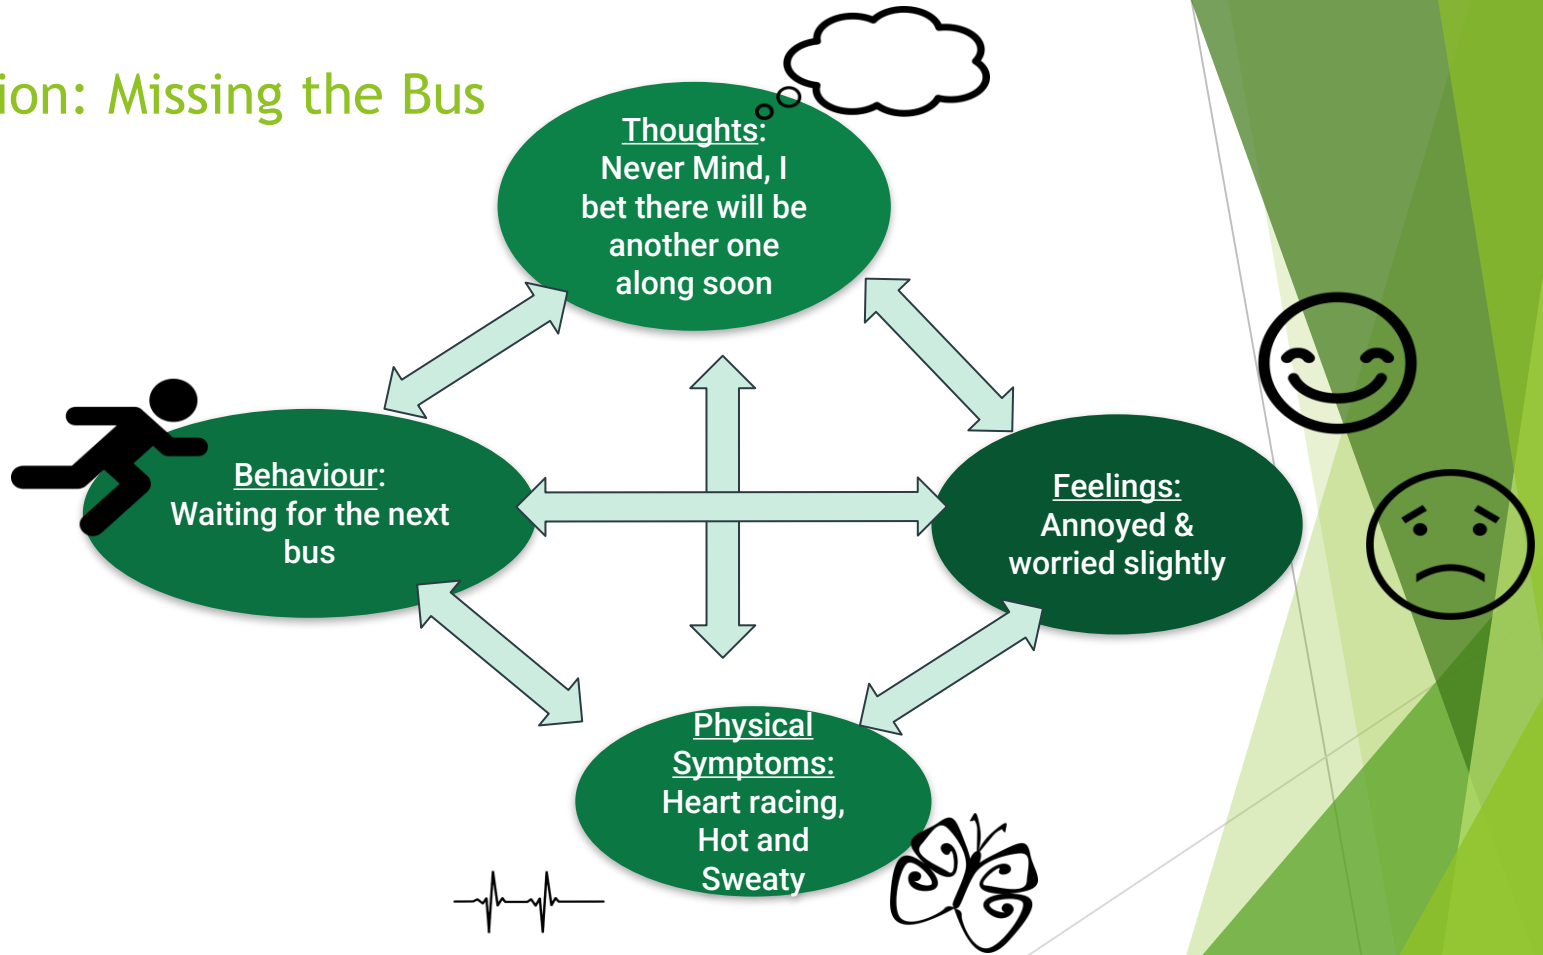 ion: Missing the Bus
Thoughts:
Never Mind, I
bet there will be
another one
along soon
Behaviour:
Waiting for the next
bus
Feelings:
Annoyed &
worried slightly
Physical
Symptoms:
Heart racing,
Hot and
Sweaty